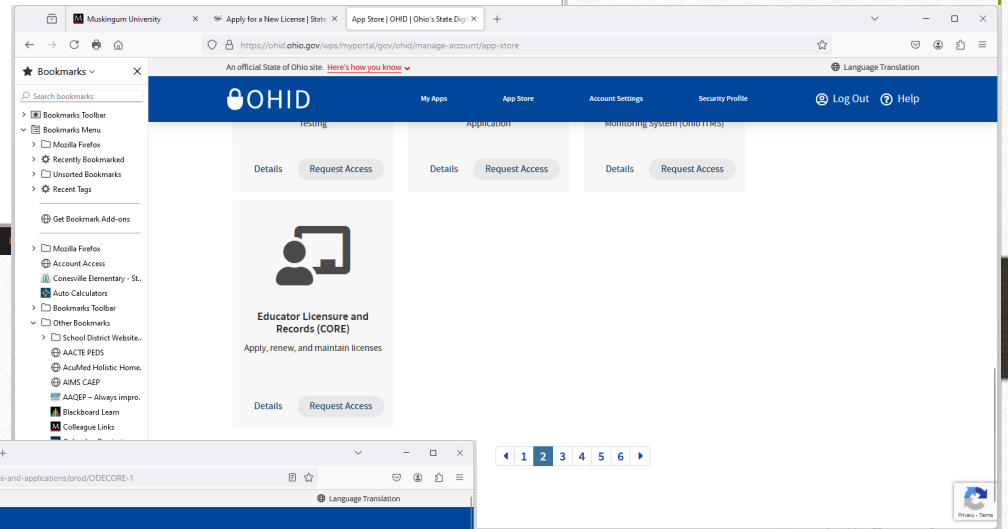 Muskingum University
Apply for a New License | State
App Store | OHID | Ohio's State Digi
https://ohid.ohio.gov/wps/myportal/gov/ohid/manage-account/app-store
Bookmarks
Search bookmarks
Bookmarks Toolbar
Bookmarks Menu
Mozilla Firefox
Recently Bookmarked
Unsorted Bookmarks
Recent Tags
Get Bookmark Add-ons
Mozilla Firefox
Account Access
Conesville Elementary - St..
Auto Calculators
Bookmarks Toolbar
Other Bookmarks
School District Website..
AACTE PEDS
AcuMed Holistic Home.
AIMS CAEP
AAQEP – Always impro.
Blackboard Learn
Colleague Links
An official State of Ohio site. Here's how you know
Language Translation
OHID
My Apps
App Store
Account Settings
Security Profile
Log Out
Help
Testing
Application
Monitoring System (Ohio ITMS)
Details Request Access
Details Request Access
Details Request Access
Educator Licensure and
Records (CORE)
Apply, renew, and maintain licenses
Details Request Access
1 2 3 4 5 6
s-and-applications/prod/ODECORE-1
Language Translation
Privacy - Terms